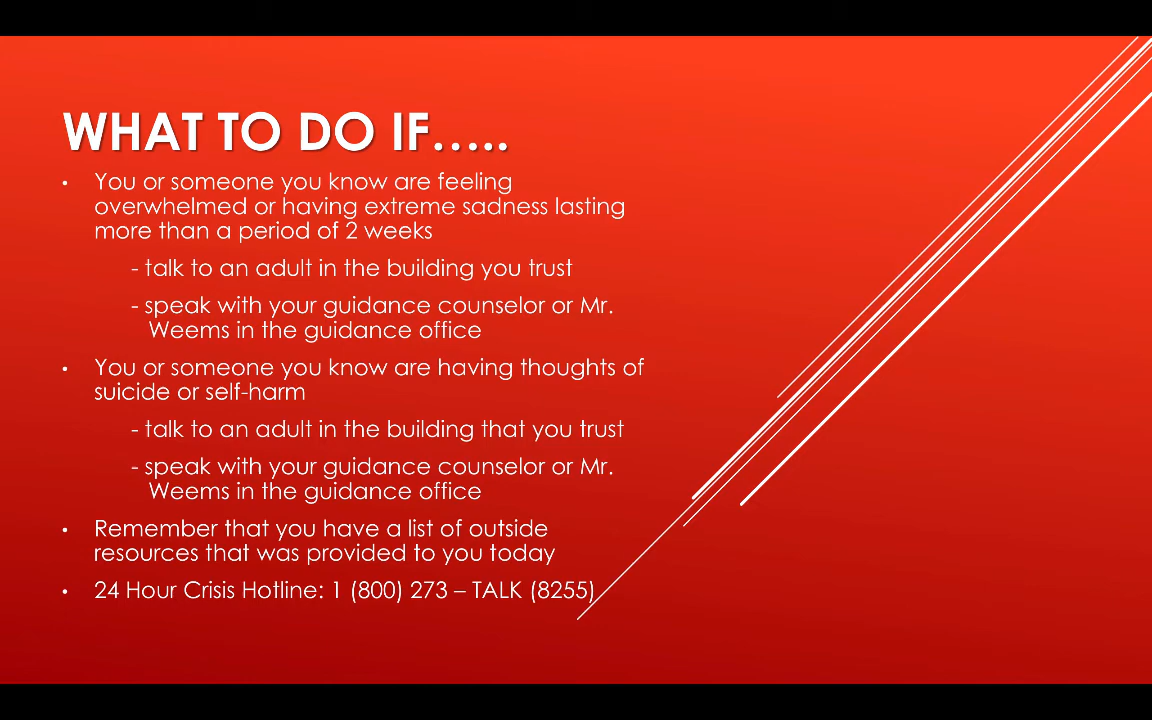 WHAT TO DO IF.....
• You or someone you know are feeling
overwhelmed or having extreme sadness lasting
more than a period of 2 weeks
- talk to an adult in the building you trust
- speak with your guidance counselor or Mr.
Weems in the guidance office
• You or someone you know are having thoughts of
suicide or self-harm
- talk to an adult in the building that you trust
- speak with your guidance counselor or Mr.
Weems in the guidance office
• Remember that you have a list of outside
resources that was provided to you today
• 24 Hour Crisis Hotline: 1 (800) 273 – TALK (8255)